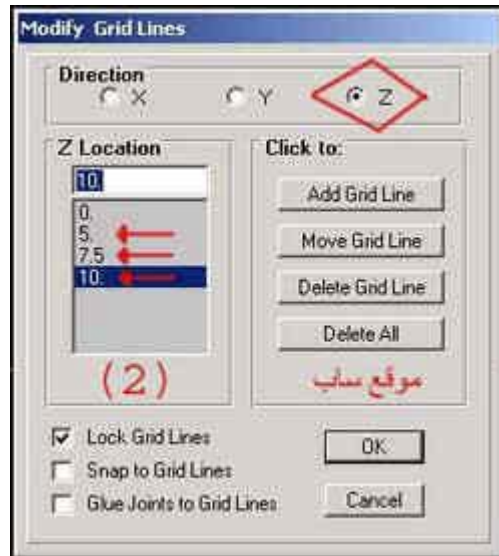 Modify Grid Lines
Direction
X Y Z
Z Location
10.
0.
5.
7.5
10.
(2)
Click to:
Add Grid Line
Move Grid Line
Delete Grid Line
Delete All
موقع ساب
Lock Grid Lines
Snap to Grid Lines
Glue Joints to Grid Lines
OK
Cancel